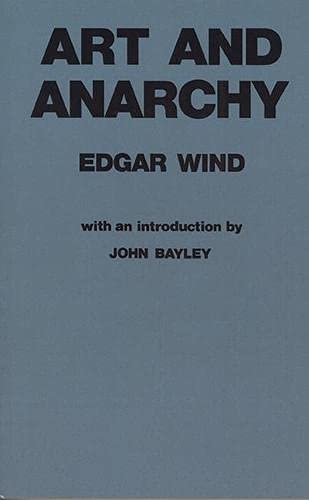 ART AND
ANARCHY
EDGAR WIND
with an introduction by
JOHN BAYLEY